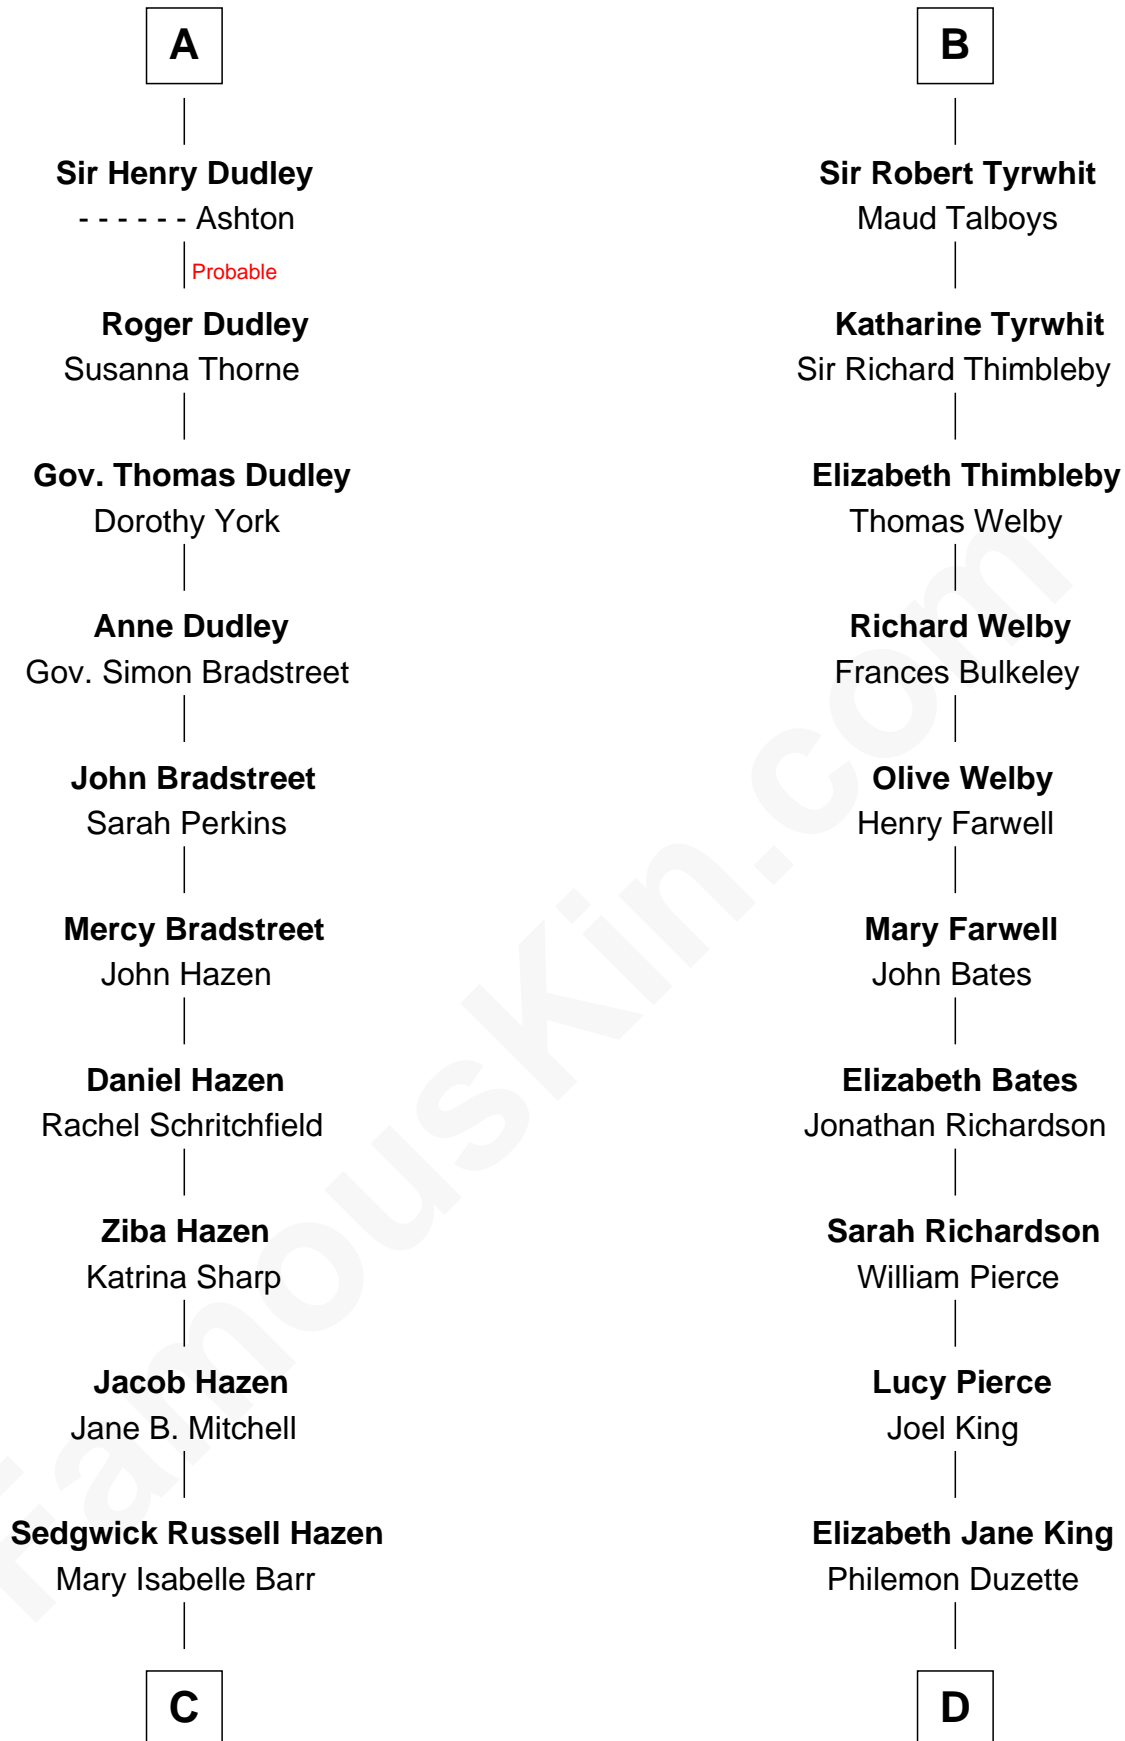 A
Sir Henry Dudley
- - - - - - Ashton
Probable
Roger Dudley
Susanna Thorne
Gov. Thomas Dudley
Dorothy York
Anne Dudley
Gov. Simon Bradstreet
John Bradstreet
Sarah Perkins
Mercy Bradstreet
John Hazen
Daniel Hazen
Rachel Schritchfield
Ziba Hazen
Katrina Sharp
Jacob Hazen
Jane B. Mitchell
Sedgwick Russell Hazen
Mary Isabelle Barr
C
B
Sir Robert Tyrwhit
Maud Talboys
Katharine Tyrwhit
Sir Richard Thimbleby
Elizabeth Thimbleby
Thomas Welby
Richard Welby
Frances Bulkeley
Olive Welby
Henry Farwell
Mary Farwell
John Bates
Elizabeth Bates
Jonathan Richardson
Sarah Richardson
William Pierce
Lucy Pierce
Joel King
Elizabeth Jane King
Philemon Duzette
D
FamousKin.com